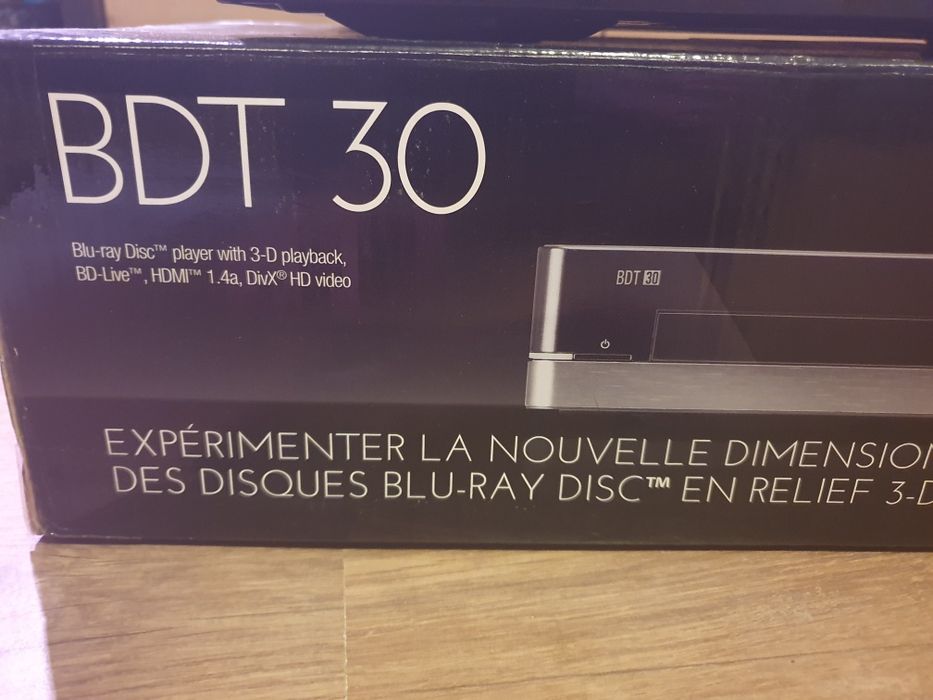 BDT 30
Blu-ray Disc™ player with 3-D playback,
BD-Live™, HDMI™ 1.4a, DivX® HD video
BDT 30
EXPÉRIMENTER LA NOUVELLE DIMENSION
DES DISQUES BLU-RAY DISC™ EN RELIEF 3-D